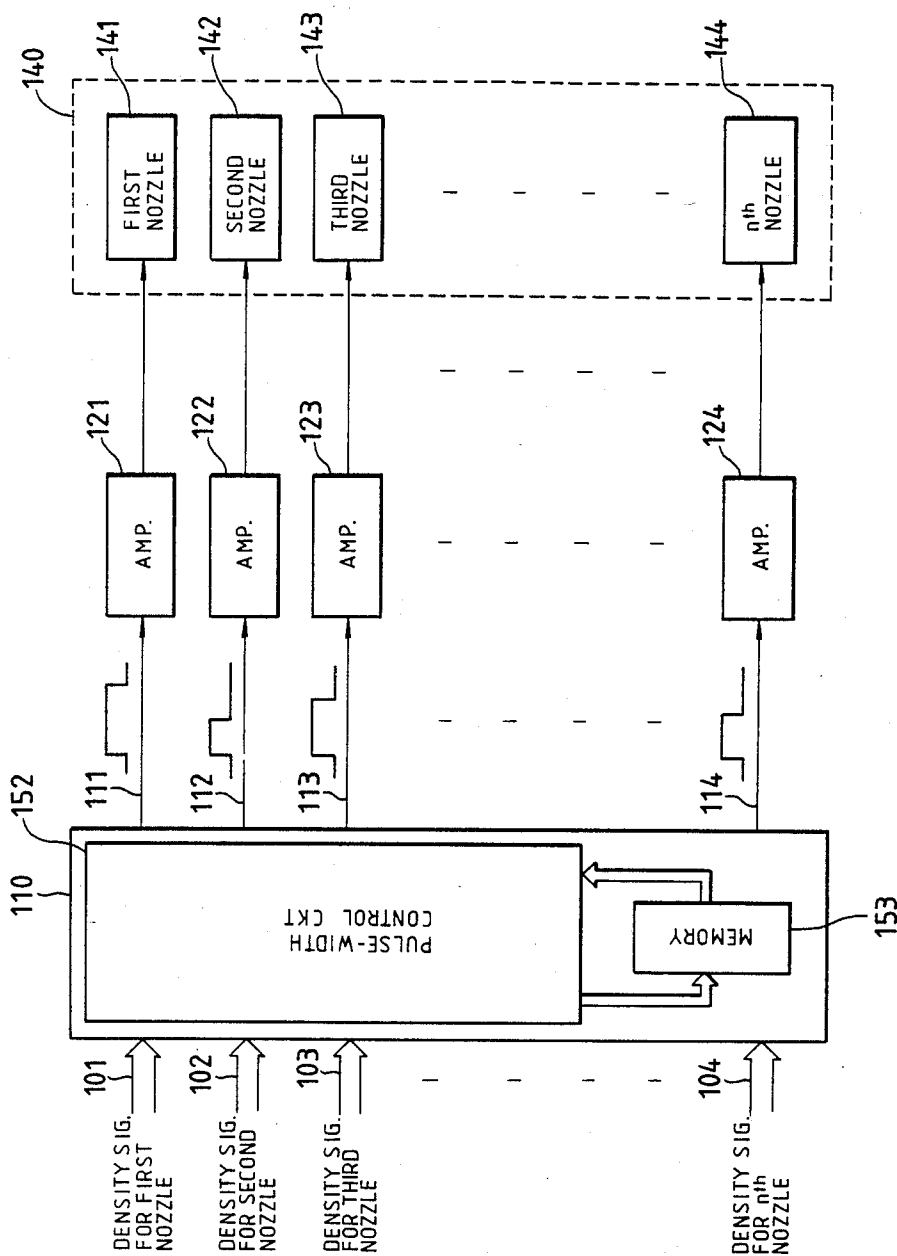 140
141
142
143
144
FIRST
NOZZLE
SECOND
NOZZLE
THIRD
NOZZLE
nth
NOZZLE
121
122
123
124
AMP.
AMP.
AMP.
AMP.
111
112
113
114
110
152
PULSE-WIDTH
CONTROL CKT
MEMORY
153
101
102
103
104
DENSITY SIG.
FOR FIRST
NOZZLE
DENSITY SIG.
FOR SECOND
NOZZLE
DENSITY SIG.
FOR THIRD
NOZZLE
DENSITY SIG.
FOR nth
NOZZLE